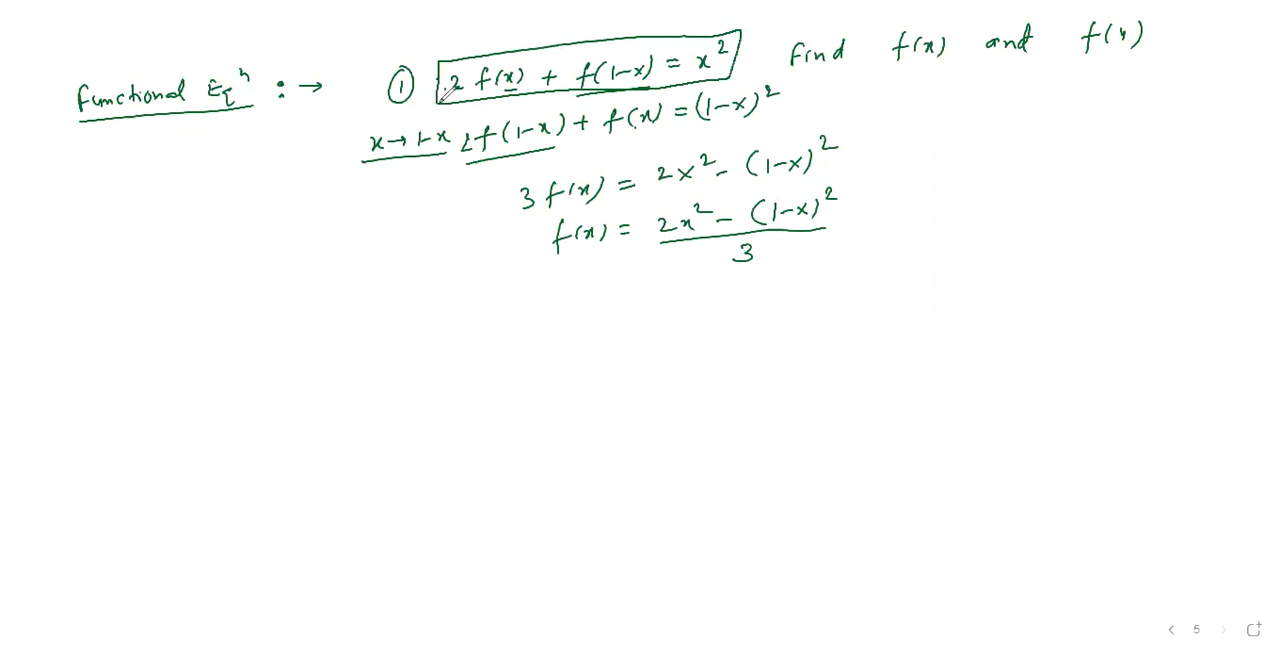 Functional Eqⁿ : → ① 2 f(x) + f(1-x) = x² Find f(x) and f(4)
x → 1-x 2f(1-x) + f(x) = (1-x)²
3 f(x) = 2x² - (1-x)²
f(x) = 2x² - (1-x)²
3
5